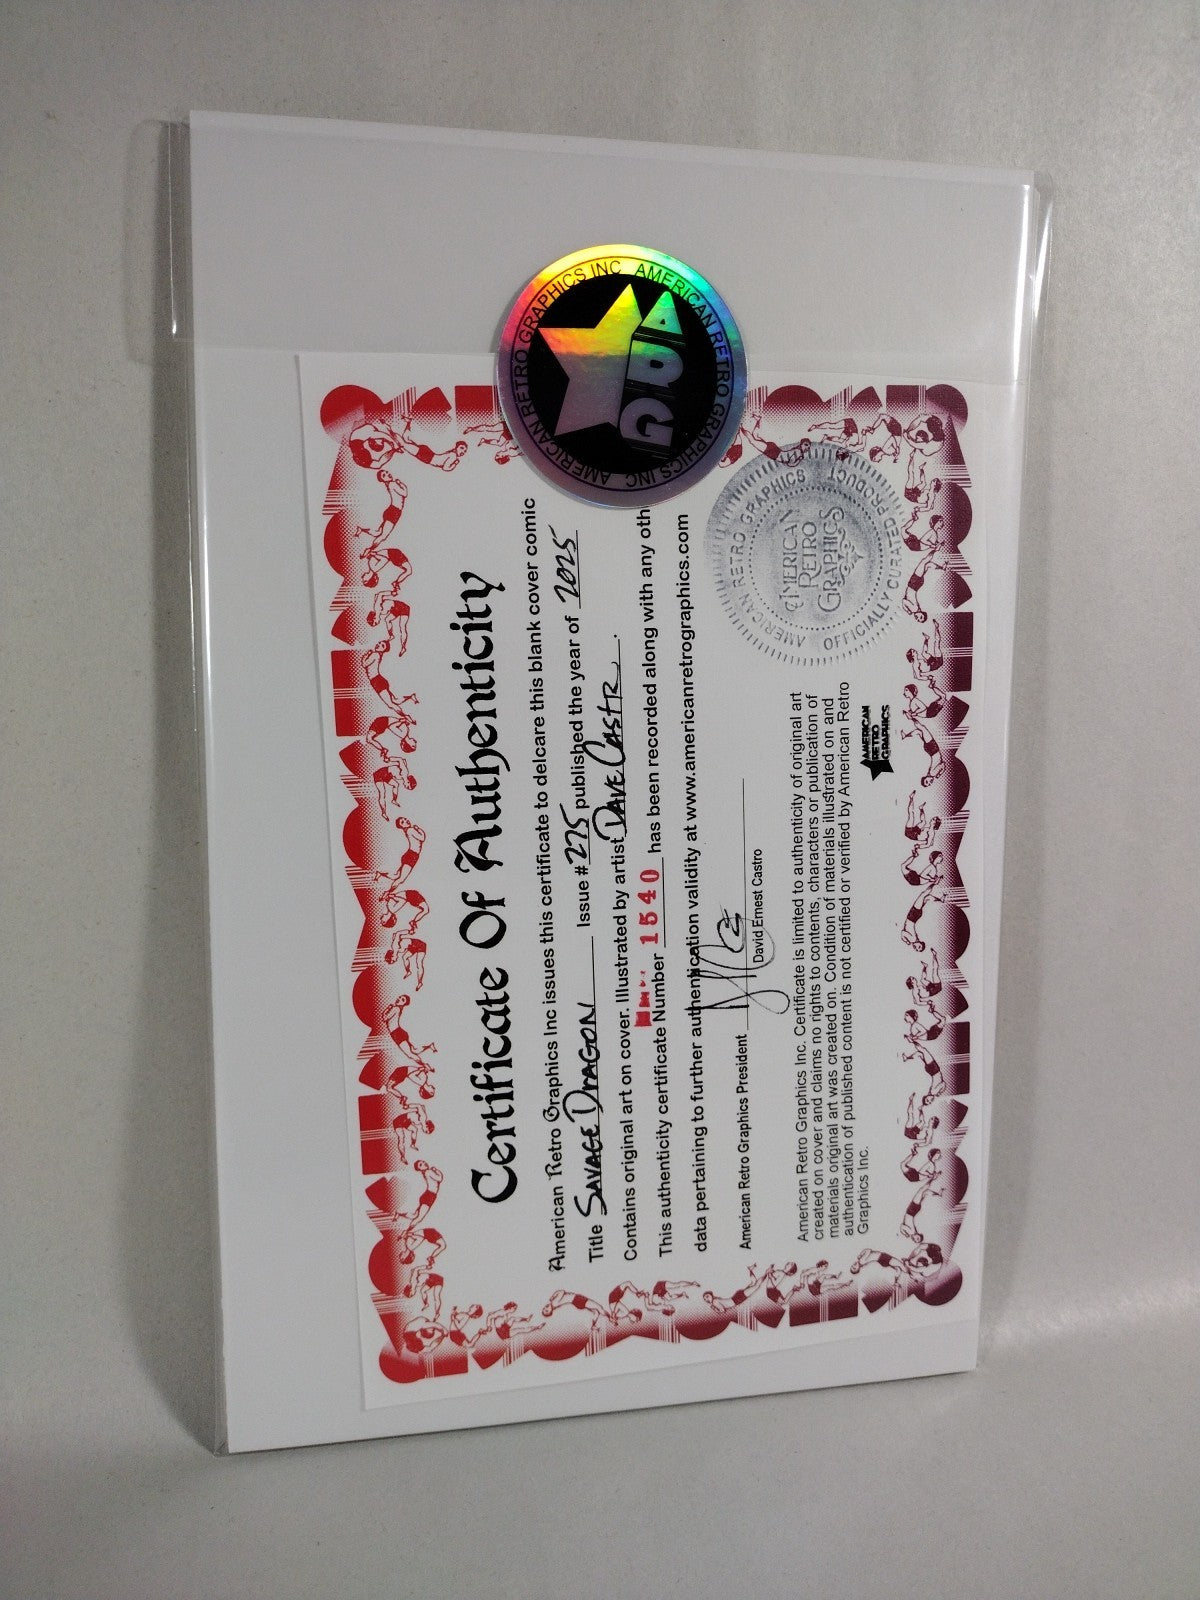 AMERICAN RETRO GRAPHICS INC AMERICAN RETRO GRAPHICS INC
ARG
Certificate Of Authenticity
American Retro Graphics Inc issues this certificate to delcare this blank cover comic
Title SAVAGE DRAGON Issue # 275 published the year of 2025
Contains original art on cover. Illustrated by artist DAVE CASTR.
This authenticity certificate Number 1540 has been recorded along with any oth
data pertaining to further authentication validity at www.americanretrographics.com
American Retro Graphics President
David Ernest Castro
American Retro Graphics Inc. Certificate is limited to authenticity of original art
created on cover and claims no rights to contents, characters or publication of
materials original art was created on. Condition of materials illustrated on and
authentication of published content is not certified or verified by American Retro
Graphics Inc.
AMERICAN
RETRO
GRAPHICS
AMERICAN RETRO GRAPHICS
OFFICIALLY CURATED PRODUCT
AMERICAN
RETRO
GRAPHICS